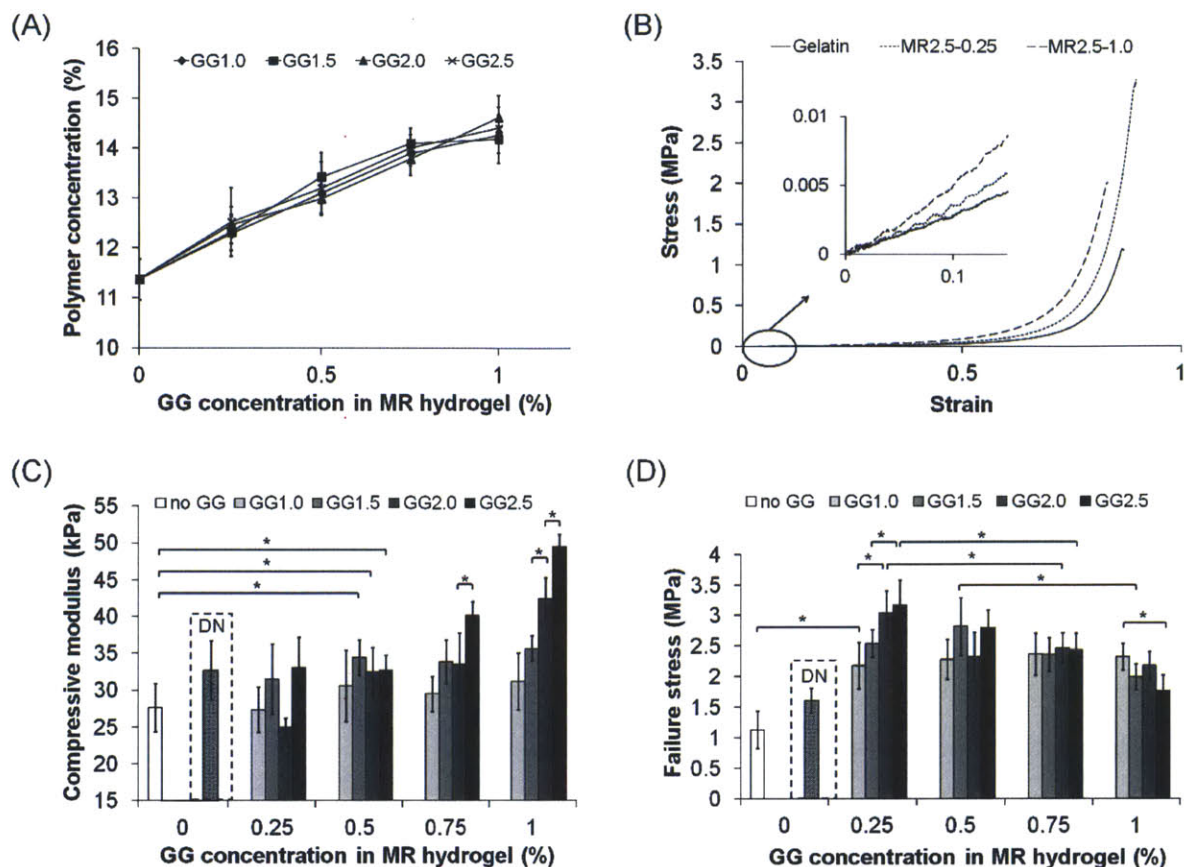 (A)
GG1.0 GG1.5 GG2.0 GG2.5
16
15
14
13
12
11
10
Polymer concentration (%)
0 0.5 1
GG concentration in MR hydrogel (%)
(B)
Gelatin MR2.5-0.25 MR2.5-1.0
3.5
3
2.5
2
1.5
1
0.5
0
Stress (MPa)
0.01
0.005
0
0 0.1
0 0.5 1
Strain
(C)
no GG GG1.0 GG1.5 GG2.0 GG2.5
55
50
45
40
35
30
25
20
15
Compressive modulus (kPa)
*
*
*
*
*
*
DN
0 0.25 0.5 0.75 1
GG concentration in MR hydrogel (%)
(D)
no GG GG1.0 GG1.5 GG2.0 GG2.5
4
3.5
3
2.5
2
1.5
1
0.5
0
Failure stress (MPa)
*
*
*
*
*
*
*
DN
0 0.25 0.5 0.75 1
GG concentration in MR hydrogel (%)